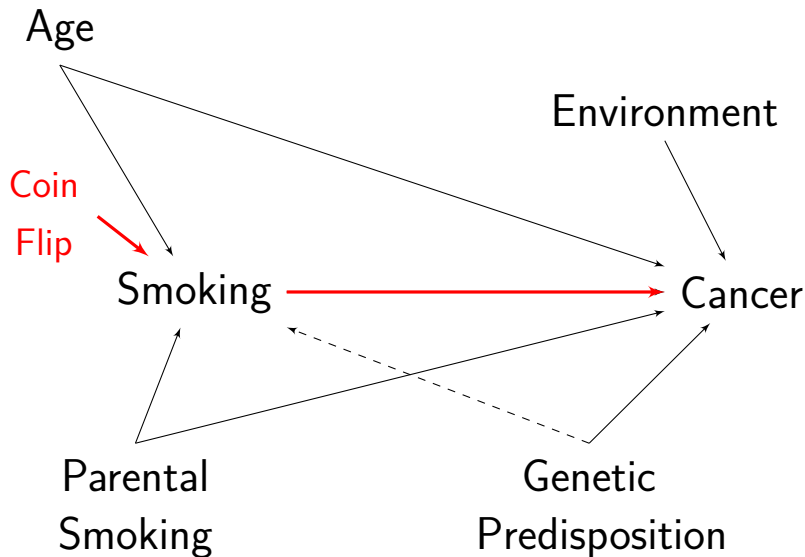 Age
Environment
Coin
Flip
Smoking
Cancer
Parental
Smoking
Genetic
Predisposition